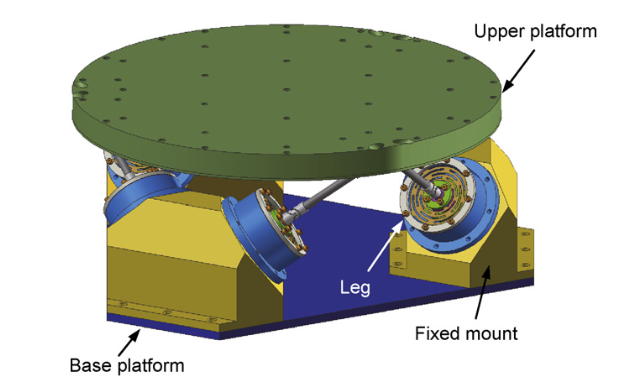 Upper platform
Leg
Fixed mount
Base platform